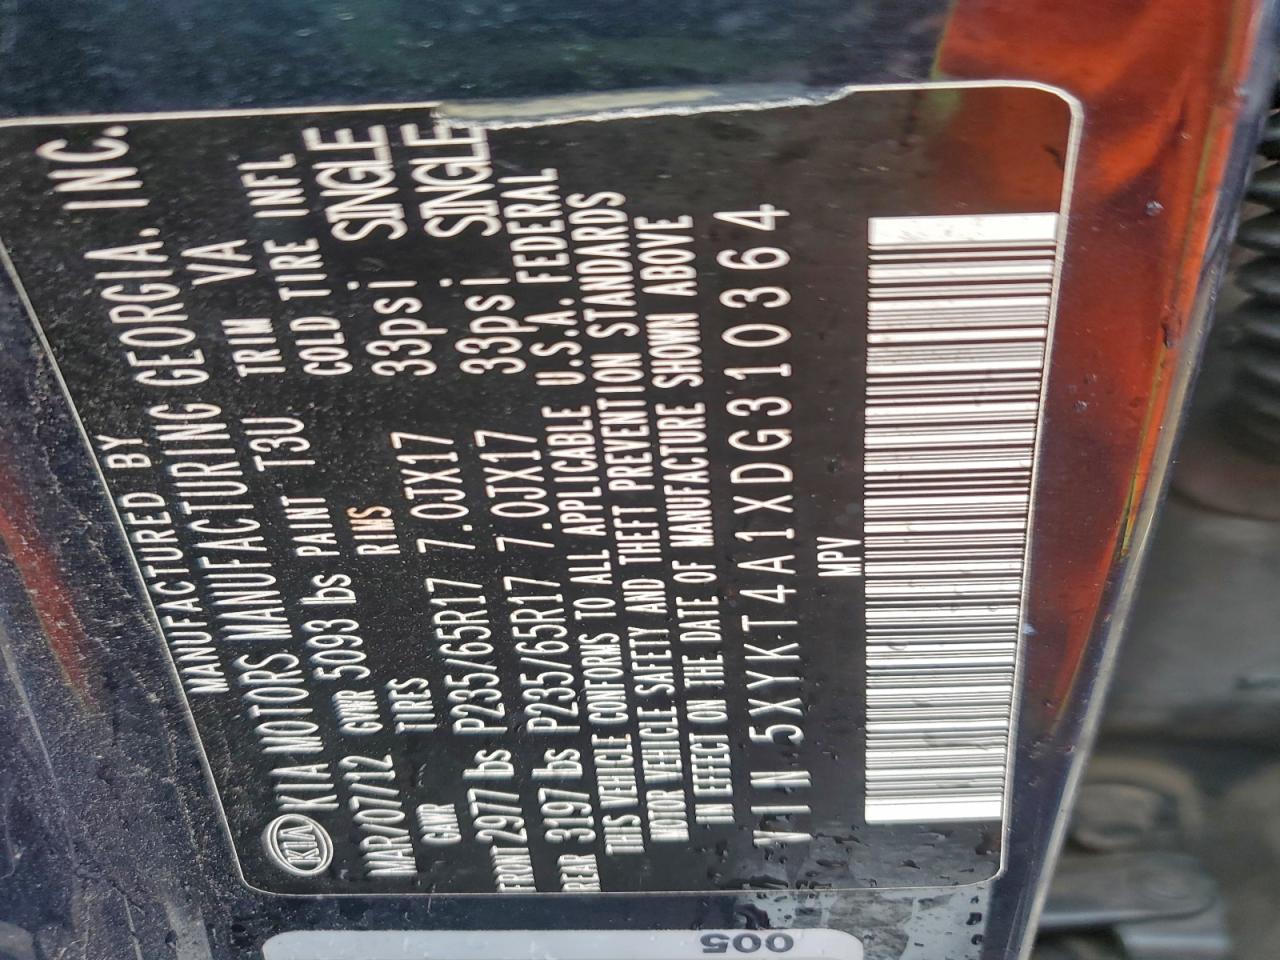 MANUFACTURED BY
KIA MOTORS MANUFACTURING GEORGIA, INC.
MAR/07/12 GVWR 5093 lbs PAINT T3U TRIM VA
GAWR TIRES RIMS COLD TIRE INFL
FRONT 2977 lbs P235/65R17 7.0JX17 33psi SINGLE
REAR 3197 lbs P235/65R17 7.0JX17 33psi SINGLE
THIS VEHICLE CONFORMS TO ALL APPLICABLE U.S.A. FEDERAL
MOTOR VEHICLE SAFETY AND THEFT PREVENTION STANDARDS
IN EFFECT ON THE DATE OF MANUFACTURE SHOWN ABOVE
VIN 5XYKT4A1XDG310364
MPV
005